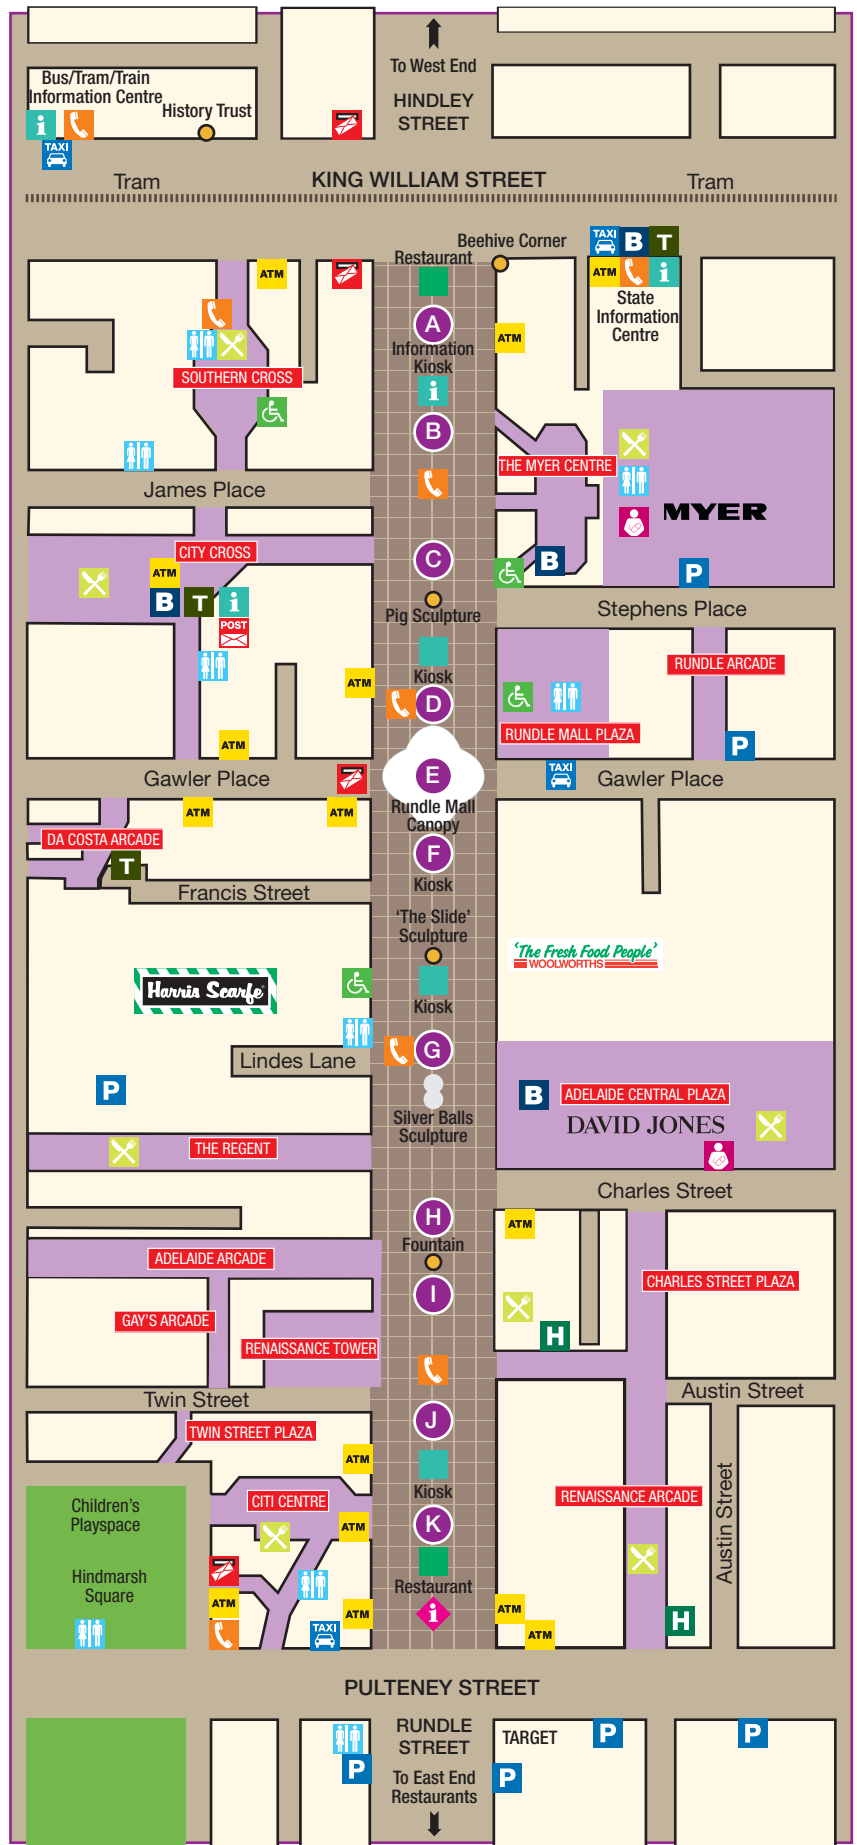 To West End
HINDLEY
STREET
Bus/Tram/Train
Information Centre
History Trust
i
TAXI
Tram
KING WILLIAM STREET
Tram
Beehive Corner
Restaurant
TAXI
B
T
ATM
i
State
Information
Centre
ATM
A
Information
Kiosk
i
ATM
SOUTHERN CROSS
B
THE MYER CENTRE
MYER
James Place
CITY CROSS
ATM
B
T
i
POST
C
B
P
Pig Sculpture
Stephens Place
Kiosk
ATM
D
RUNDLE ARCADE
RUNDLE MALL PLAZA
P
ATM
Gawler Place
E
TAXI
Gawler Place
Rundle Mall
Canopy
ATM
ATM
DA COSTA ARCADE
T
F
Kiosk
Francis Street
'The Slide'
Sculpture
'The Fresh Food People'
WOOLWORTHS
Harris Scarfe
Kiosk
G
Lindes Lane
P
Silver Balls
Sculpture
B
ADELAIDE CENTRAL PLAZA
DAVID JONES
THE REGENT
Charles Street
H
Fountain
ATM
ADELAIDE ARCADE
I
CHARLES STREET PLAZA
GAY'S ARCADE
H
RENAISSANCE TOWER
Twin Street
Austin Street
J
TWIN STREET PLAZA
ATM
Kiosk
CITI CENTRE
RENAISSANCE ARCADE
Austin Street
Children's
Playspace
K
ATM
Hindmarsh
Square
Restaurant
i
ATM
ATM
TAXI
ATM
ATM
H
PULTENEY STREET
RUNDLE
STREET
TARGET
P
P
P
P
To East End
Restaurants